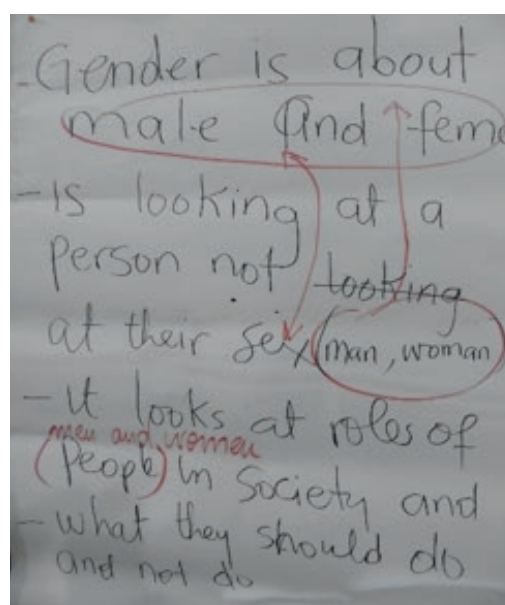 - Gender is about
male and fem
- Is looking at a
person not looking
at their sex (man, woman)
- It looks at roles of
men and women
(People) in society and
- what they should do
and not do